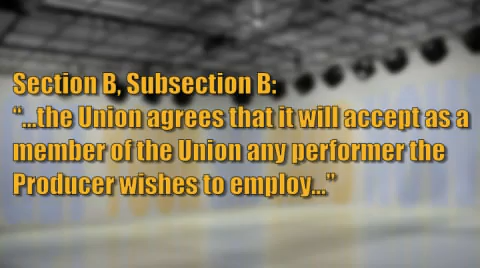 Section B, Subsection B:
“...the Union agrees that it will accept as a
member of the Union any performer the
Producer wishes to employ...”